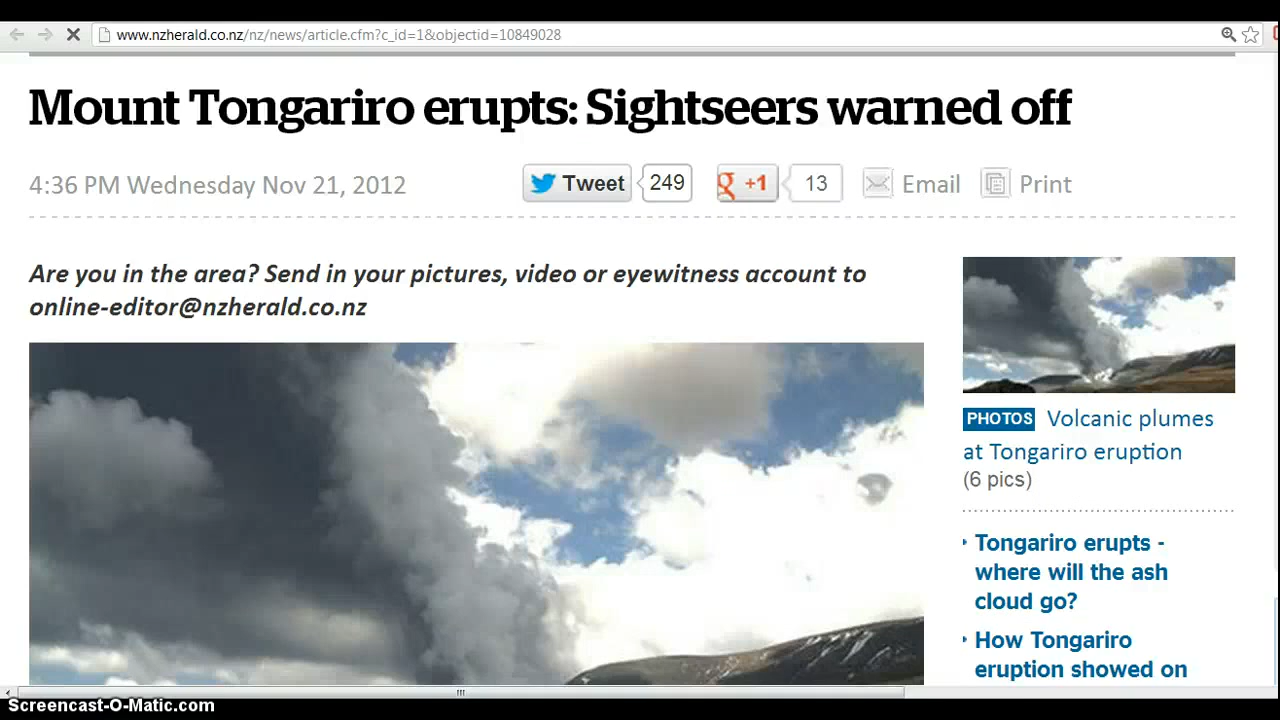 www.nzherald.co.nz/nz/news/article.cfm?c_id=1&objectid=10849028
Mount Tongariro erupts: Sightseers warned off
4:36 PM Wednesday Nov 21, 2012
Tweet 249 +1 13 Email Print
Are you in the area? Send in your pictures, video or eyewitness account to
online-editor@nzherald.co.nz
PHOTOS Volcanic plumes
at Tongariro eruption
(6 pics)
Tongariro erupts -
where will the ash
cloud go?
How Tongariro
eruption showed on
Screencast-O-Matic.com